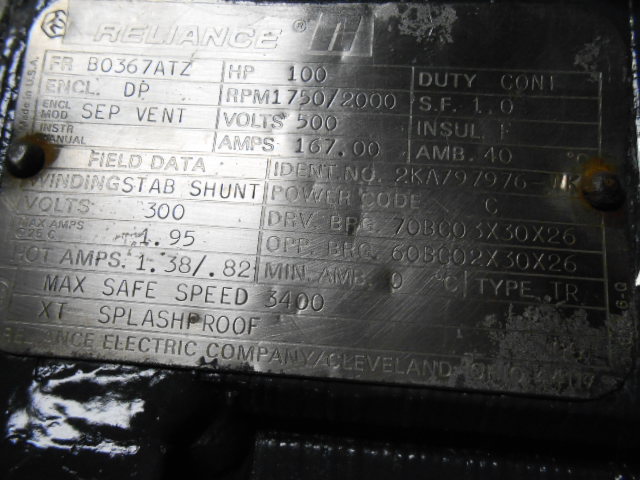 RELIANCE ®
Made in U.S.A.
FR B0367ATZ HP 100 DUTY CONT
ENCL. DP RPM 1750/2000 S.F. 1.0
ENCL MOD SEP VENT VOLTS 500 INSUL F
INSTR MANUAL AMPS 167.00 AMB. 40 °C
FIELD DATA IDENT.NO. 2KA797976
WINDING STAB SHUNT POWER CODE C
VOLTS 300 DRV. BRG. 70BC03X30X26
MAX AMPS 1.95 OPP. BRG. 60BC02X30X26
HOT AMPS. 1.38/.82 MIN. AMB. 0 °C TYPE TR
MAX SAFE SPEED 3400
XT SPLASHPROOF
RELIANCE ELECTRIC COMPANY/CLEVELAND, OHIO